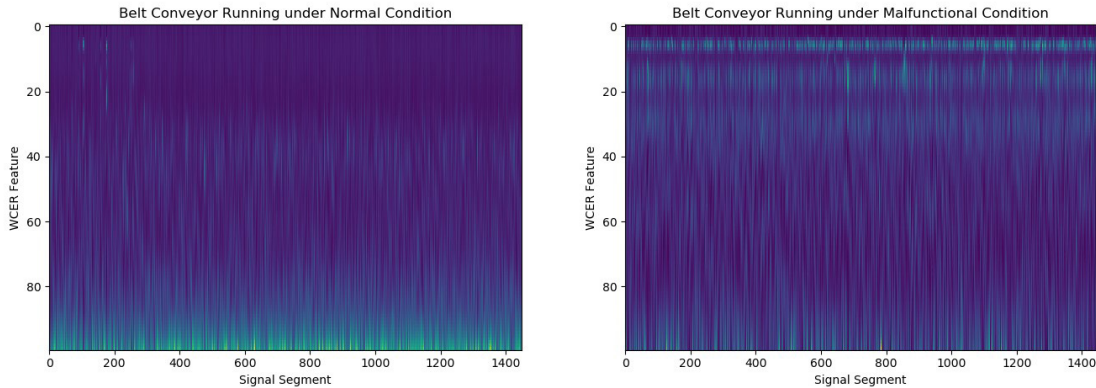 Belt Conveyor Running under Normal Condition
0
20
40
60
80
WCER Feature
0 200 400 600 800 1000 1200 1400
Signal Segment
Belt Conveyor Running under Malfunctional Condition
0
20
40
60
80
WCER Feature
0 200 400 600 800 1000 1200 1400
Signal Segment